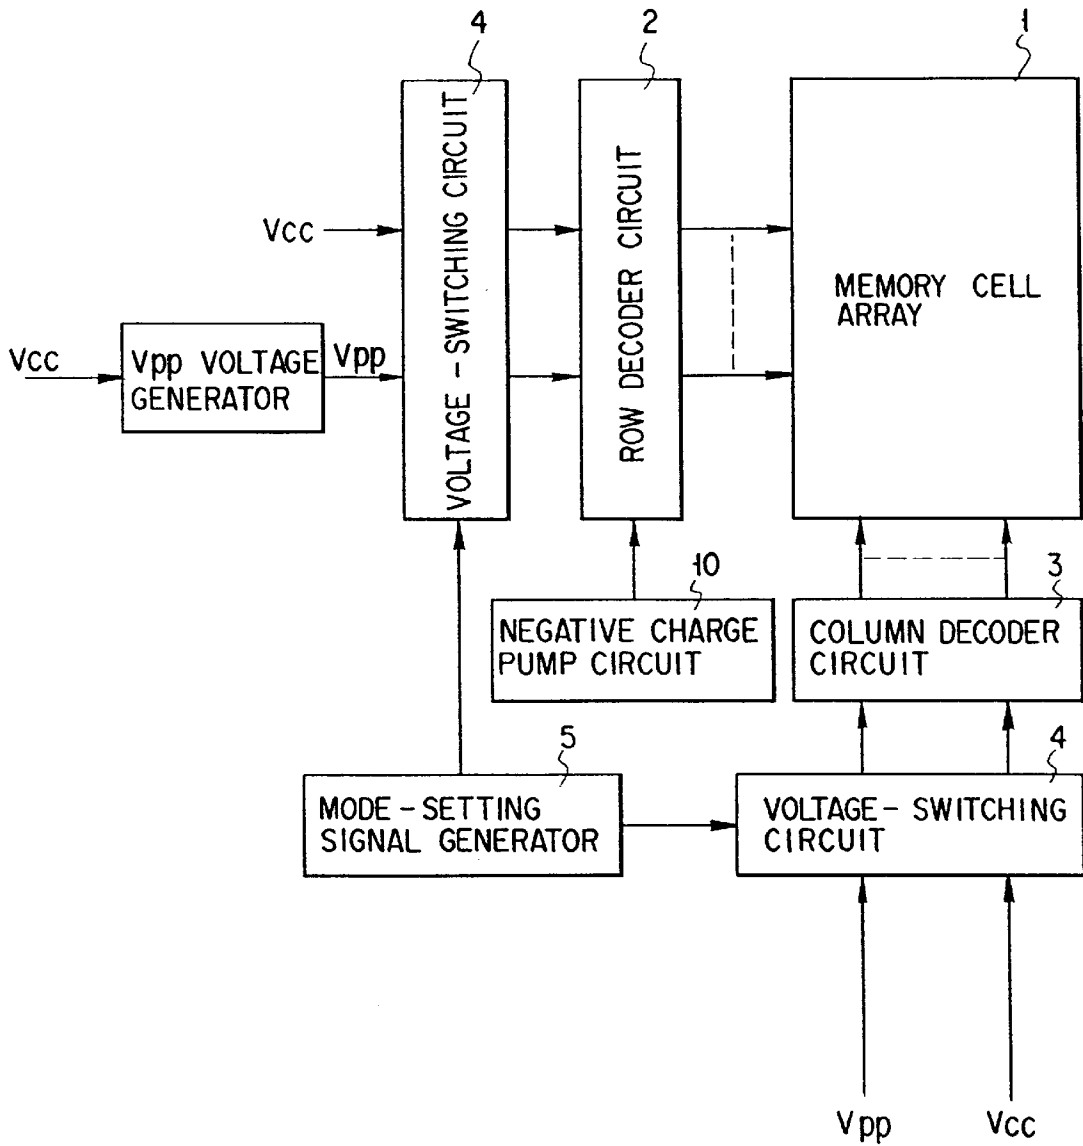 4
2
1
VOLTAGE - SWITCHING CIRCUIT
ROW DECODER CIRCUIT
Vcc
MEMORY CELL
ARRAY
Vcc
Vpp VOLTAGE
GENERATOR
Vpp
10
3
NEGATIVE CHARGE
PUMP CIRCUIT
COLUMN DECODER
CIRCUIT
5
4
MODE - SETTING
SIGNAL GENERATOR
VOLTAGE - SWITCHING
CIRCUIT
Vpp
Vcc